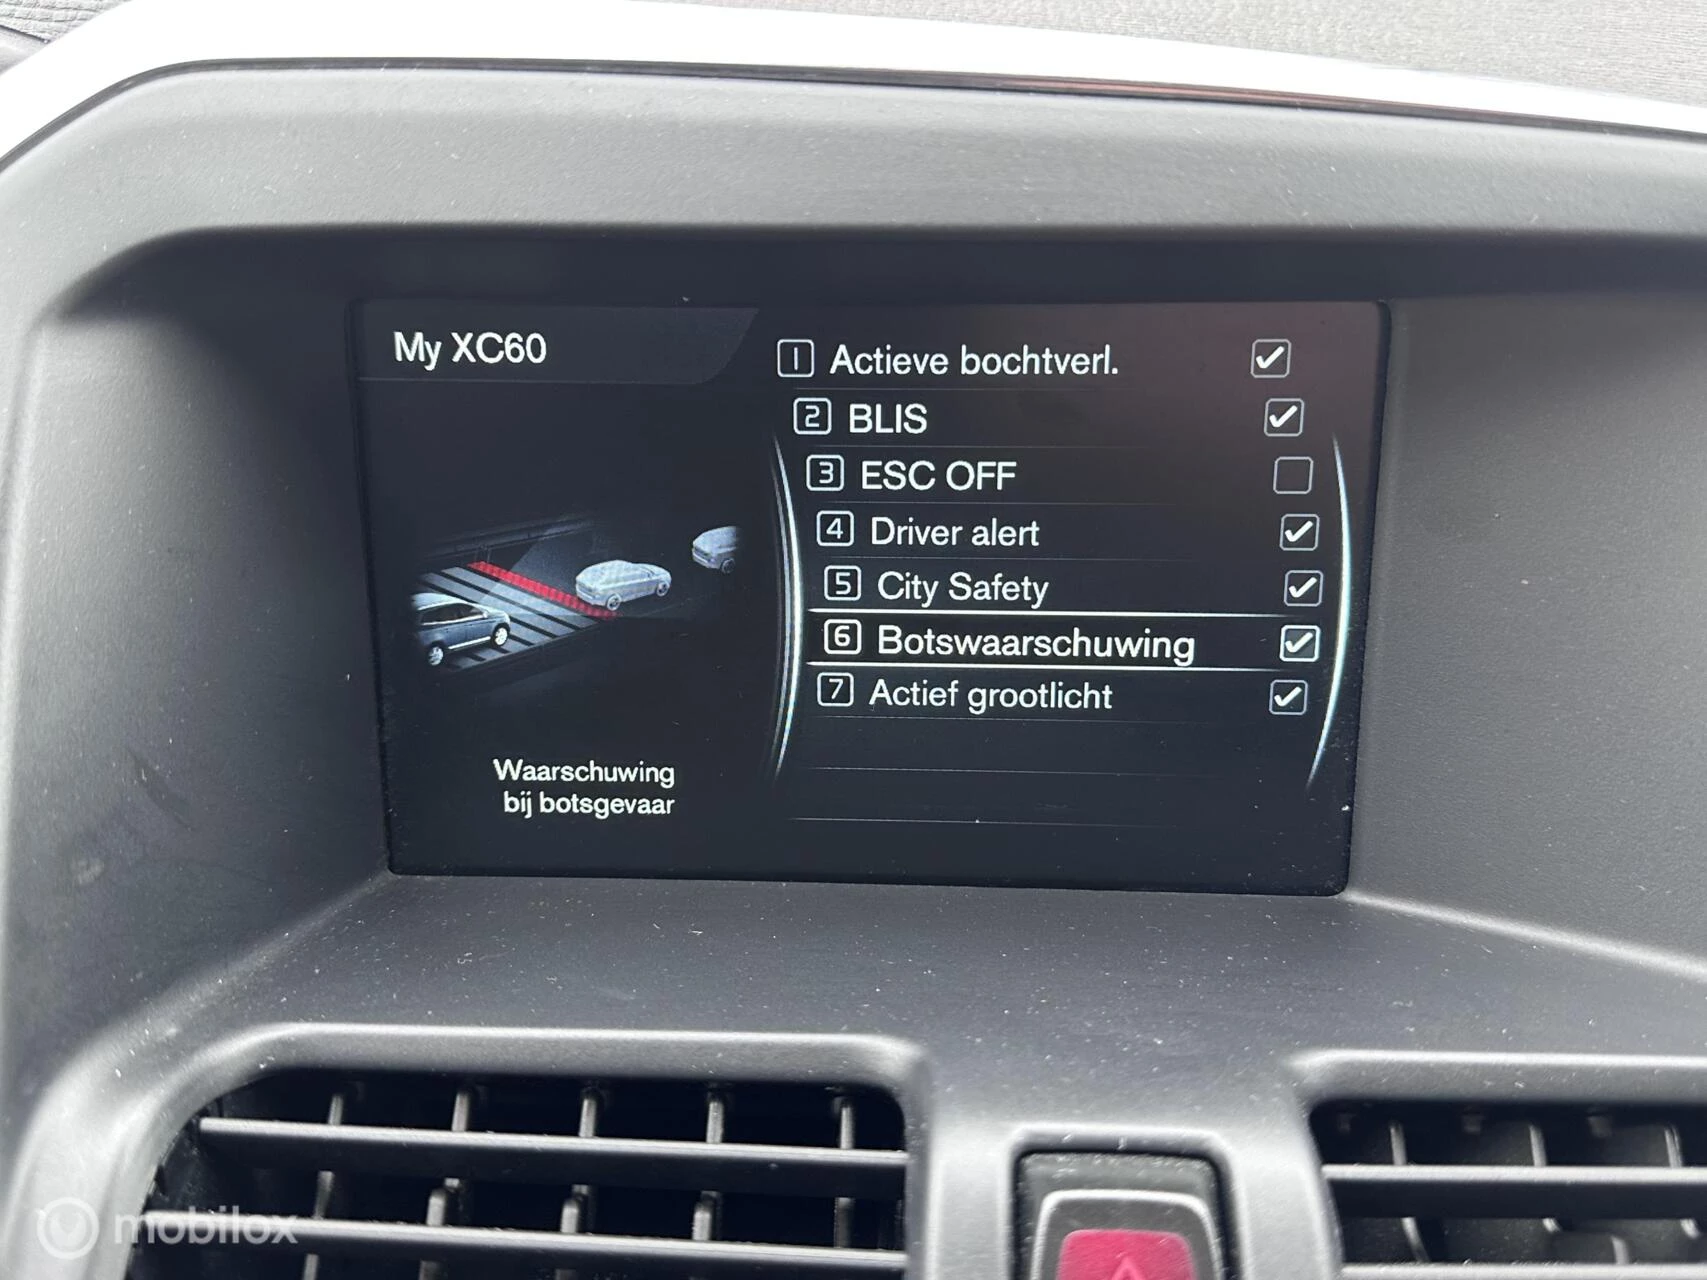 My XC60
1 Actieve bochtverl.
2 BLIS
3 ESC OFF
4 Driver alert
5 City Safety
6 Botswaarschuwing
7 Actief grootlicht
Waarschuwing
bij botsgevaar
mobilox